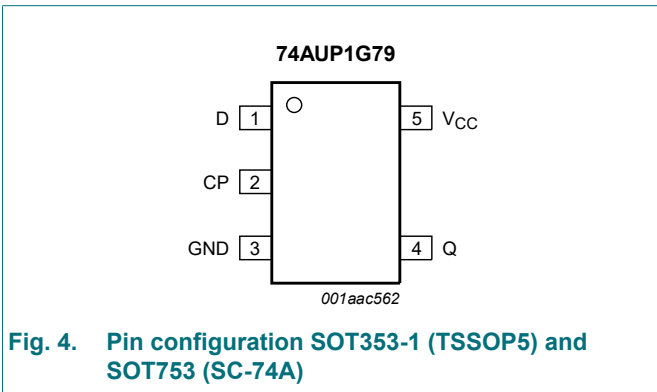 74AUP1G79
D 1 5 VCC
CP 2
GND 3 4 Q
001aac562
Fig. 4. Pin configuration SOT353-1 (TSSOP5) and
SOT753 (SC-74A)